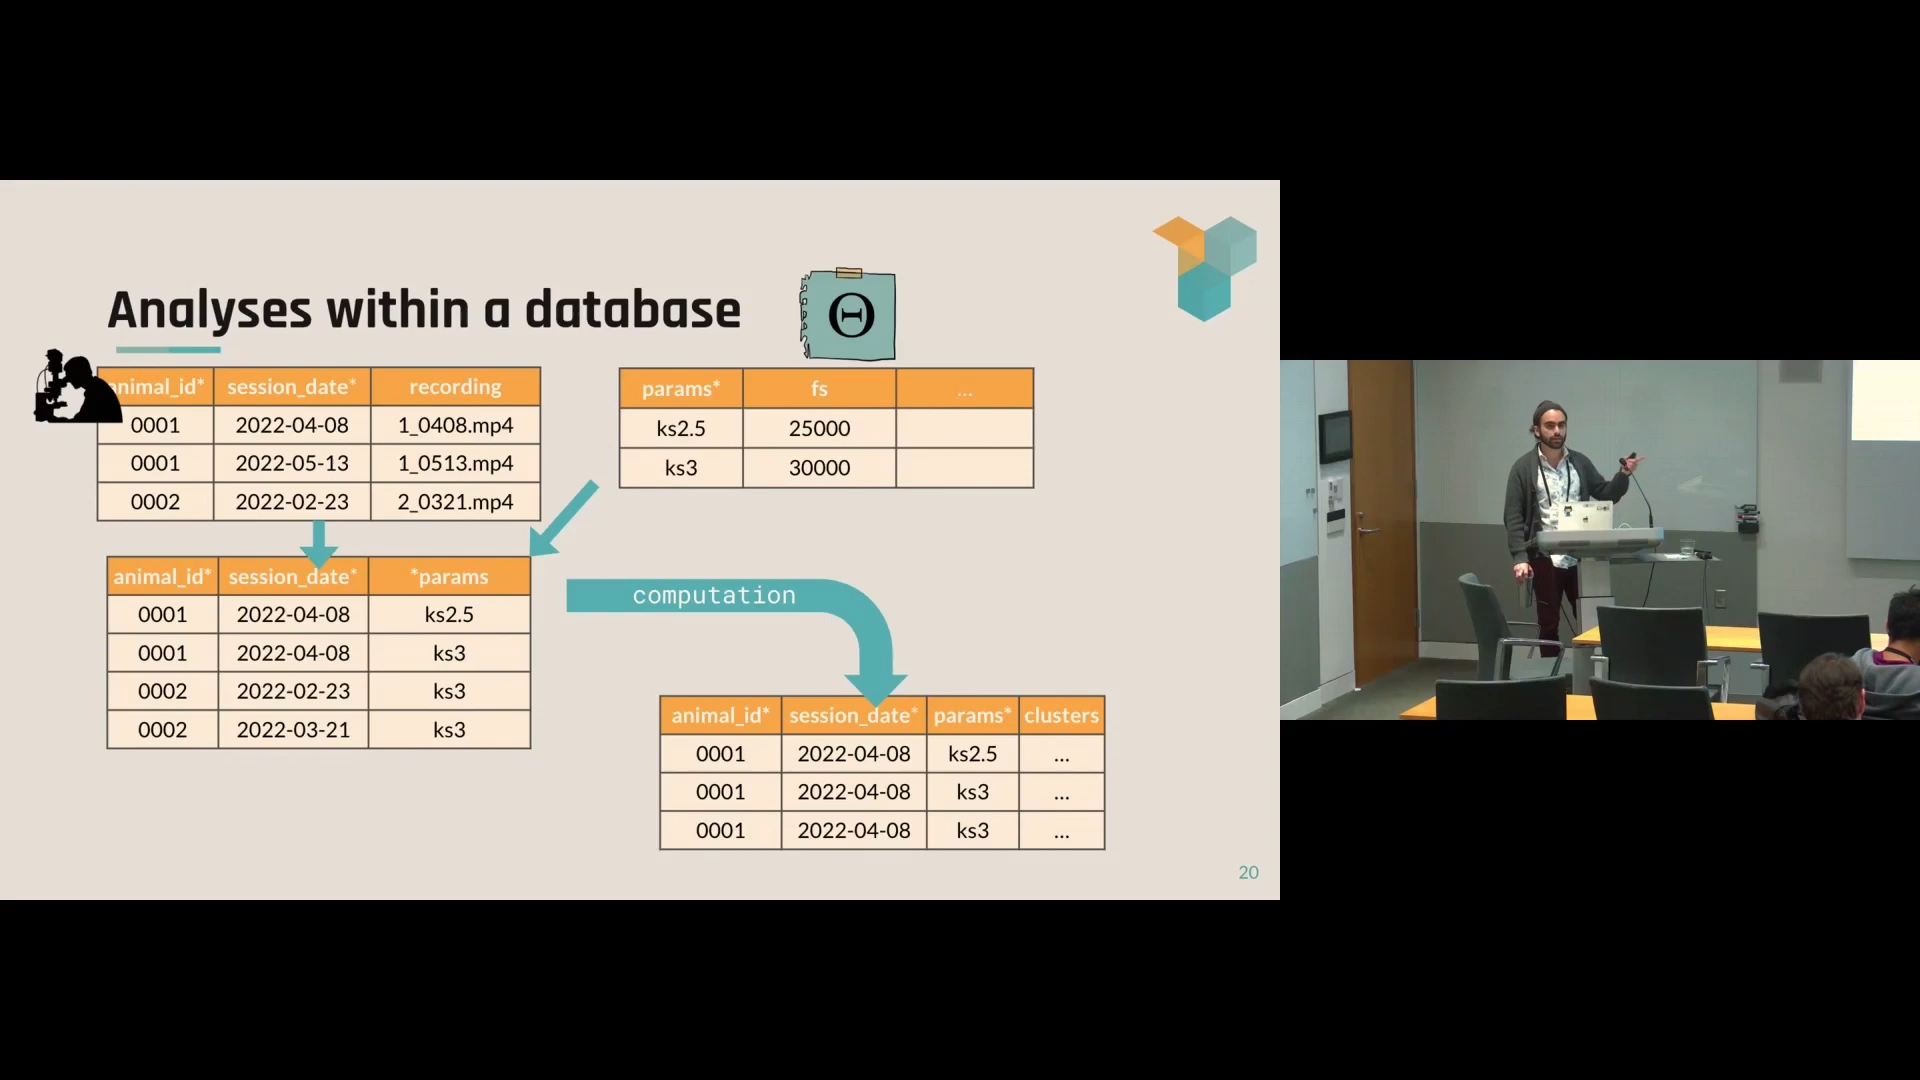 Analyses within a database
Θ
animal_id* session_date* recording
0001 2022-04-08 1_0408.mp4
0001 2022-05-13 1_0513.mp4
0002 2022-02-23 2_0321.mp4
params* fs ...
ks2.5 25000
ks3 30000
animal_id* session_date* *params
0001 2022-04-08 ks2.5
0001 2022-04-08 ks3
0002 2022-02-23 ks3
0002 2022-03-21 ks3
computation
animal_id* session_date* params* clusters
0001 2022-04-08 ks2.5 ...
0001 2022-04-08 ks3 ...
0001 2022-04-08 ks3 ...
20